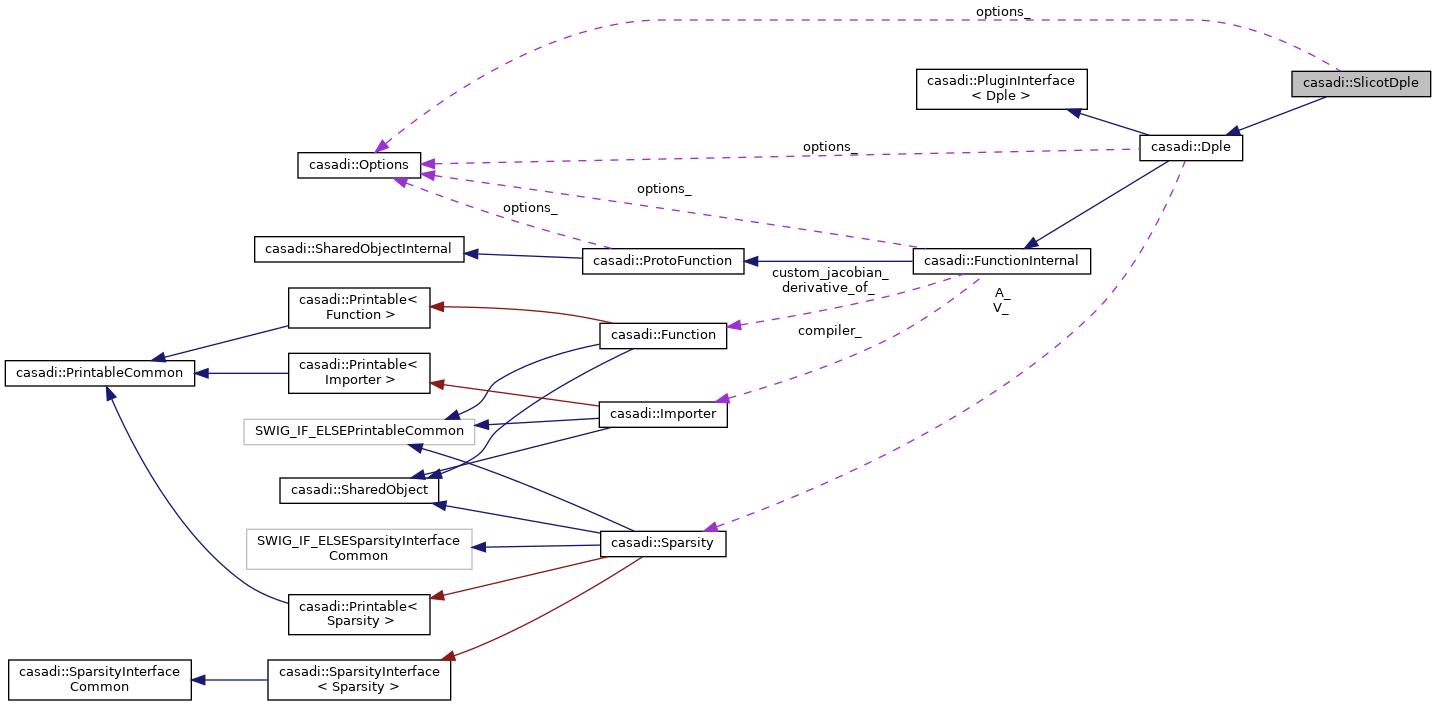 options_
casadi::PluginInterface
< Dple >
casadi::SlicotDple
options_
casadi::Dple
casadi::Options
options_
options_
casadi::SharedObjectInternal
casadi::ProtoFunction
casadi::FunctionInternal
custom_jacobian_
derivative_of_
A_
V_
casadi::Printable<
Function >
compiler_
casadi::Function
casadi::PrintableCommon
casadi::Printable<
Importer >
casadi::Importer
SWIG_IF_ELSEPrintableCommon
casadi::SharedObject
SWIG_IF_ELSESparsityInterface
Common
casadi::Sparsity
casadi::Printable<
Sparsity >
casadi::SparsityInterface
Common
casadi::SparsityInterface
< Sparsity >